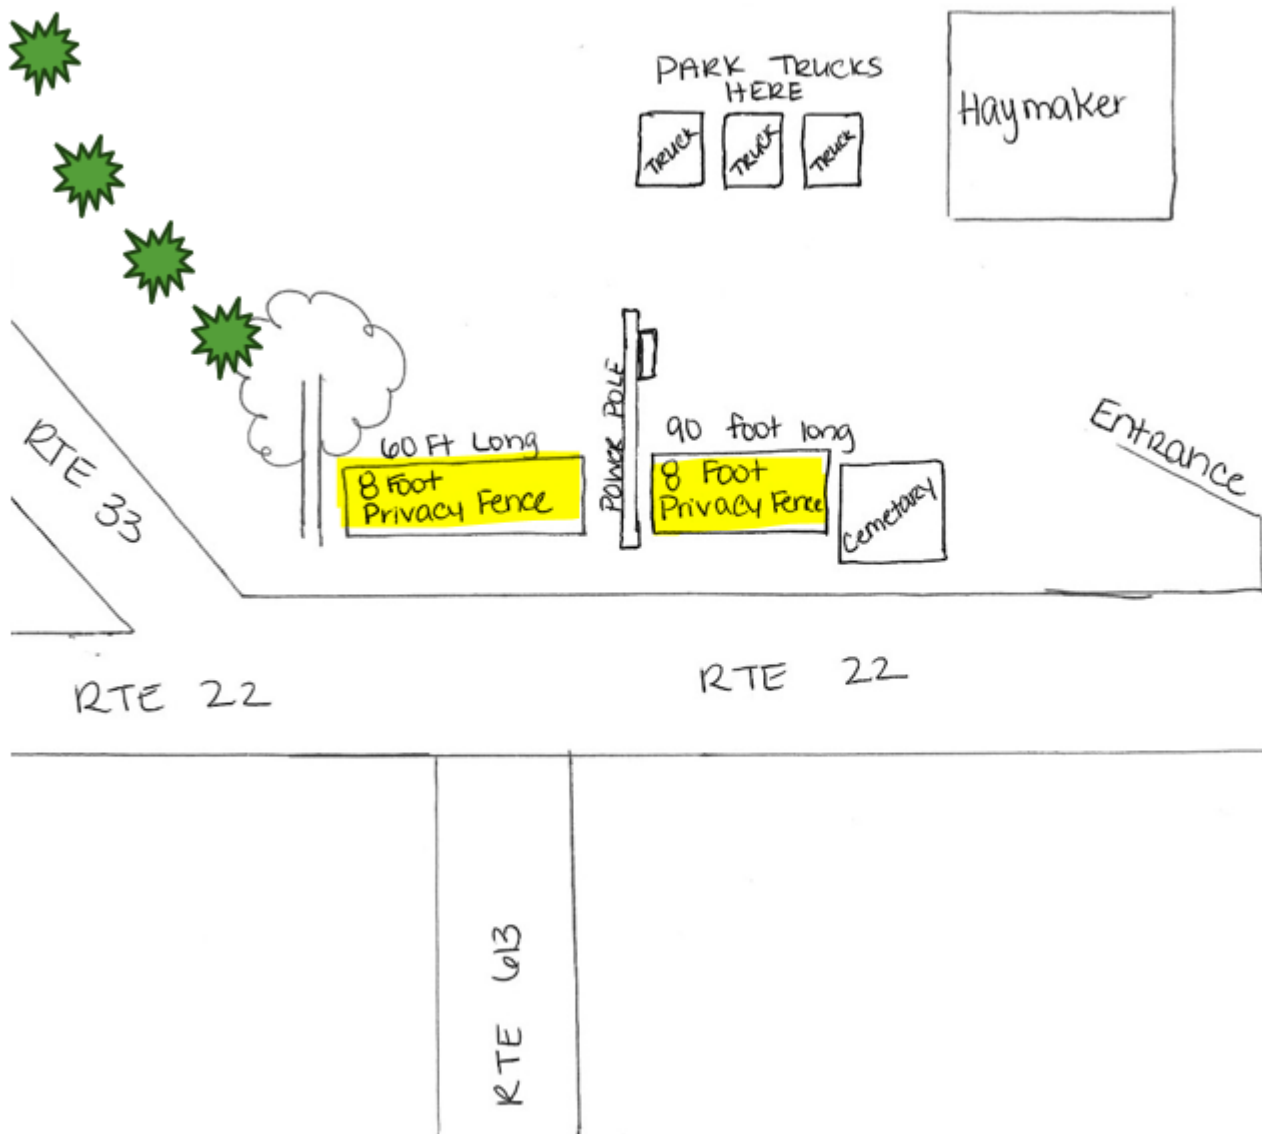 PARK TRUCKS
HERE
TRUCK
TRUCK
TRUCK
Haymaker
RTE 33
60 Ft Long
8 Foot
Privacy Fence
POWER POLE
90 foot long
8 Foot
Privacy Fence
Cemetary
Entrance
RTE 22
RTE 22
RTE 613